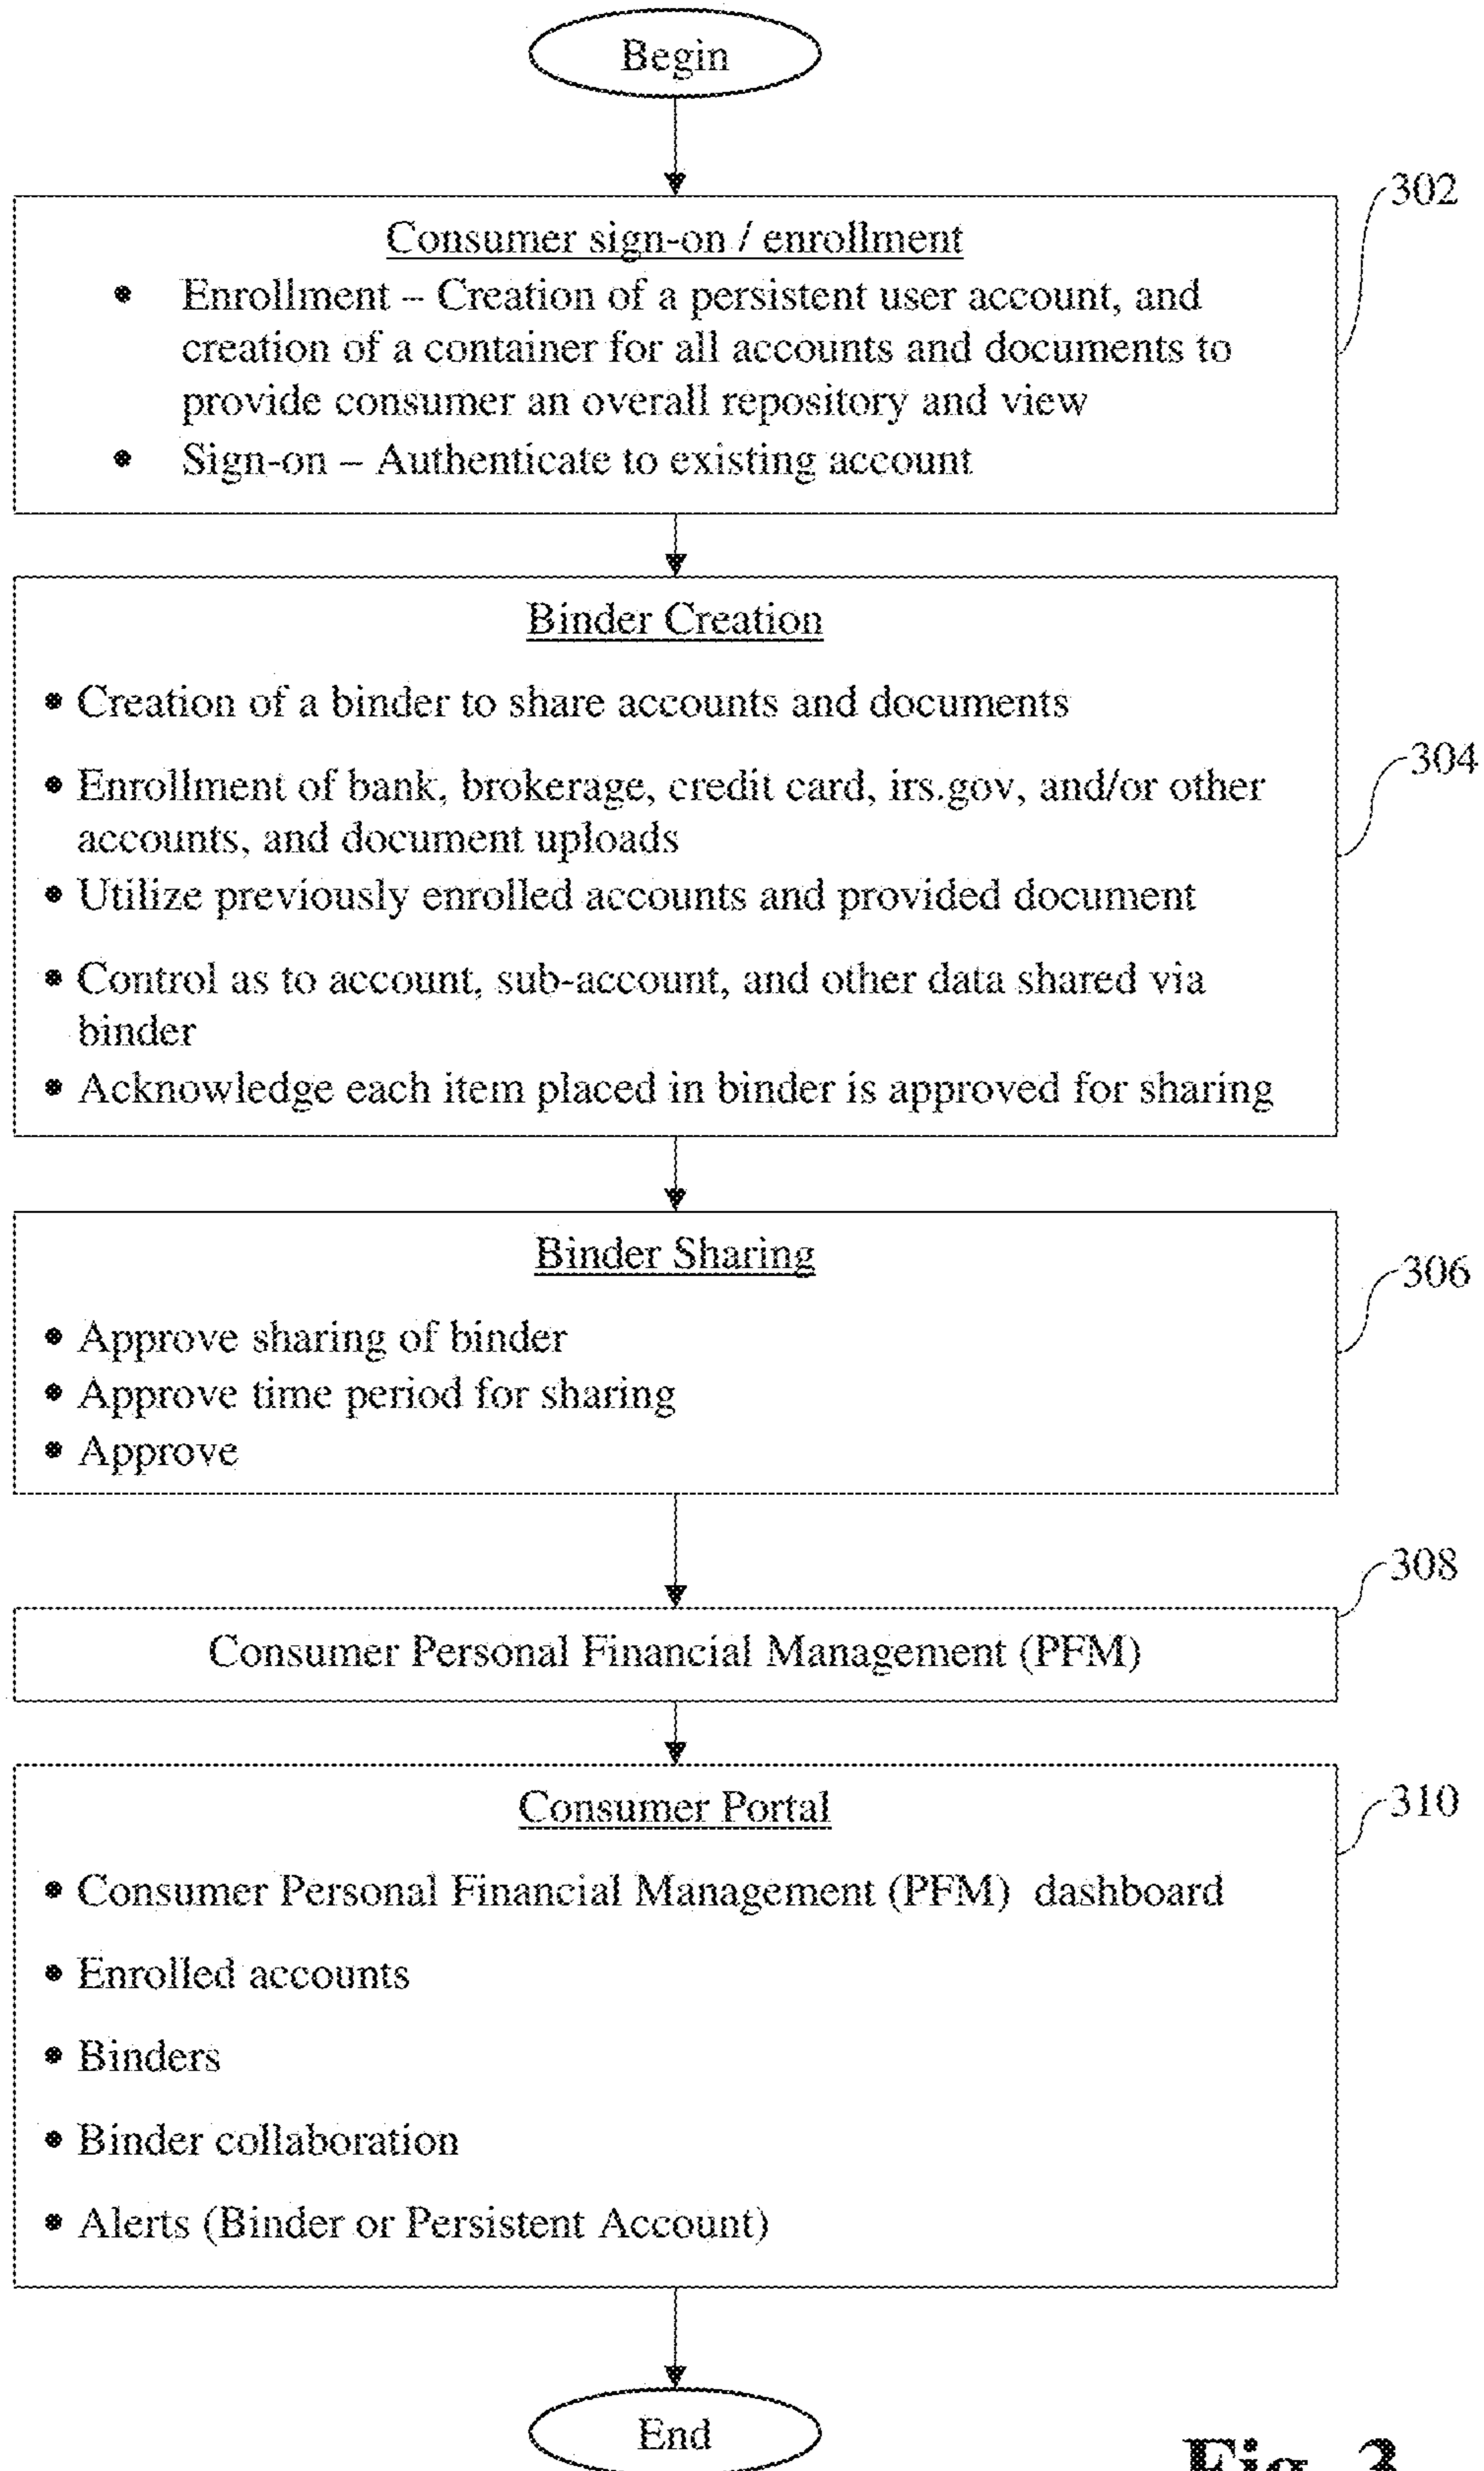 Begin
302
Consumer sign-on / enrollment
• Enrollment – Creation of a persistent user account, and
creation of a container for all accounts and documents to
provide consumer an overall repository and view
• Sign-on – Authenticate to existing account
Binder Creation
• Creation of a binder to share accounts and documents
304
• Enrollment of bank, brokerage, credit card, irs.gov, and/or other
accounts, and document uploads
• Utilize previously enrolled accounts and provided document
• Control as to account, sub-account, and other data shared via
binder
• Acknowledge each item placed in binder is approved for sharing
Binder Sharing
306
• Approve sharing of binder
• Approve time period for sharing
• Approve
308
Consumer Personal Financial Management (PFM)
Consumer Portal
310
• Consumer Personal Financial Management (PFM) dashboard
• Enrolled accounts
• Binders
• Binder collaboration
• Alerts (Binder or Persistent Account)
End
Fig. 3